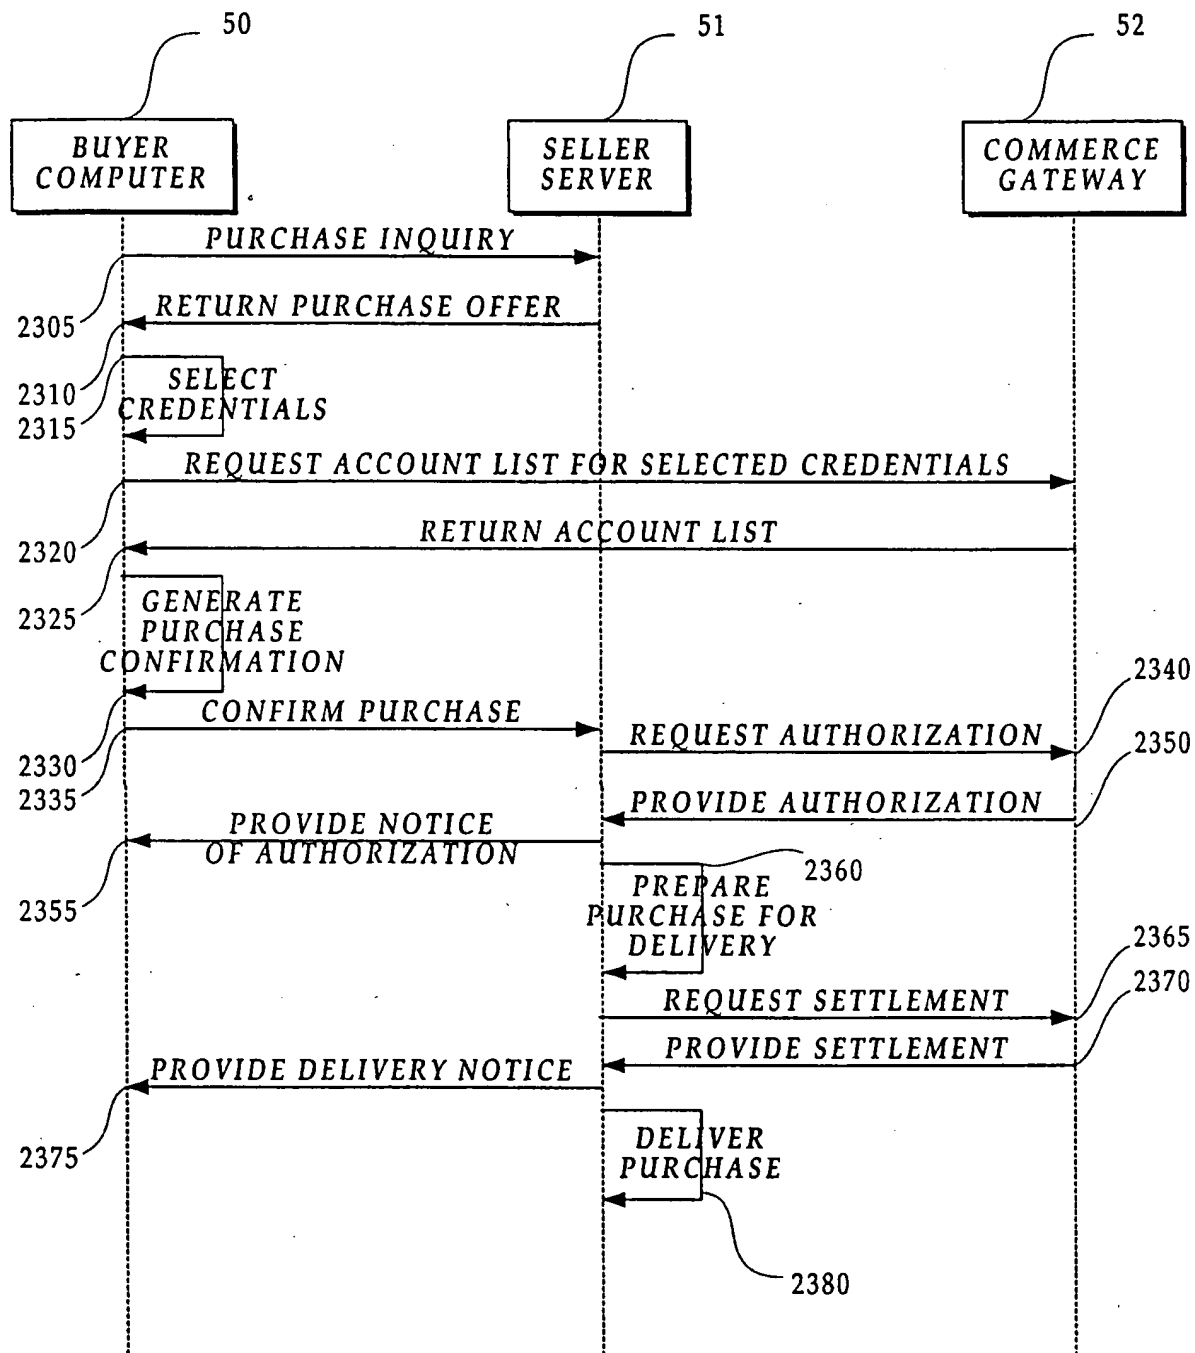 50
51
52
BUYER
COMPUTER
SELLER
SERVER
COMMERCE
GATEWAY
PURCHASE INQUIRY
2305
RETURN PURCHASE OFFER
2310
SELECT
CREDENTIALS
2315
REQUEST ACCOUNT LIST FOR SELECTED CREDENTIALS
2320
RETURN ACCOUNT LIST
2325
GENERATE
PURCHASE
CONFIRMATION
2330
CONFIRM PURCHASE
2335
REQUEST AUTHORIZATION
2340
PROVIDE AUTHORIZATION
2350
PROVIDE NOTICE
OF AUTHORIZATION
2355
2360
PREPARE
PURCHASE FOR
DELIVERY
REQUEST SETTLEMENT
2365
PROVIDE SETTLEMENT
2370
PROVIDE DELIVERY NOTICE
2375
DELIVER
PURCHASE
2380